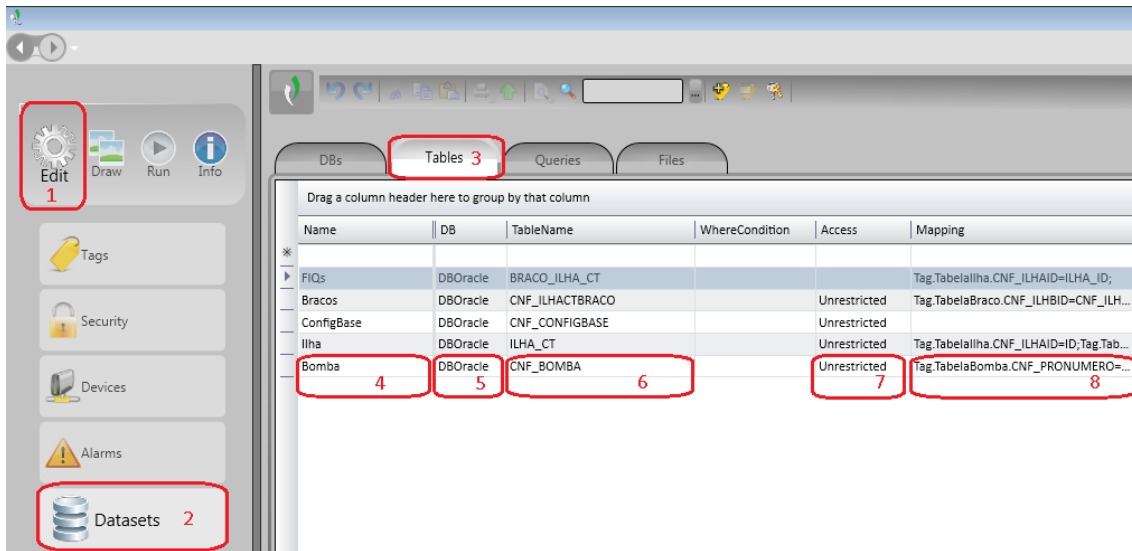 Edit
1
Draw
Run
Info
Tags
Security
Devices
Alarms
Datasets 2
...
DBs
Tables 3
Queries
Files
Drag a column header here to group by that column
Name DB TableName WhereCondition Access Mapping
*
FIQs DBOracle BRACO_ILHA_CT Tag.TabelaIlha.CNF_ILHAID=ILHA_ID;
Bracos DBOracle CNF_ILHACTBRACO Unrestricted Tag.TabelaBraco.CNF_ILHBID=CNF_ILH...
ConfigBase DBOracle CNF_CONFIGBASE Unrestricted
Ilha DBOracle ILHA_CT Unrestricted Tag.TabelaIlha.CNF_ILHAID=ID;Tag.Tab...
Bomba DBOracle CNF_BOMBA Unrestricted Tag.TabelaBomba.CNF_PRONUMERO=...
4 5 6 7 8